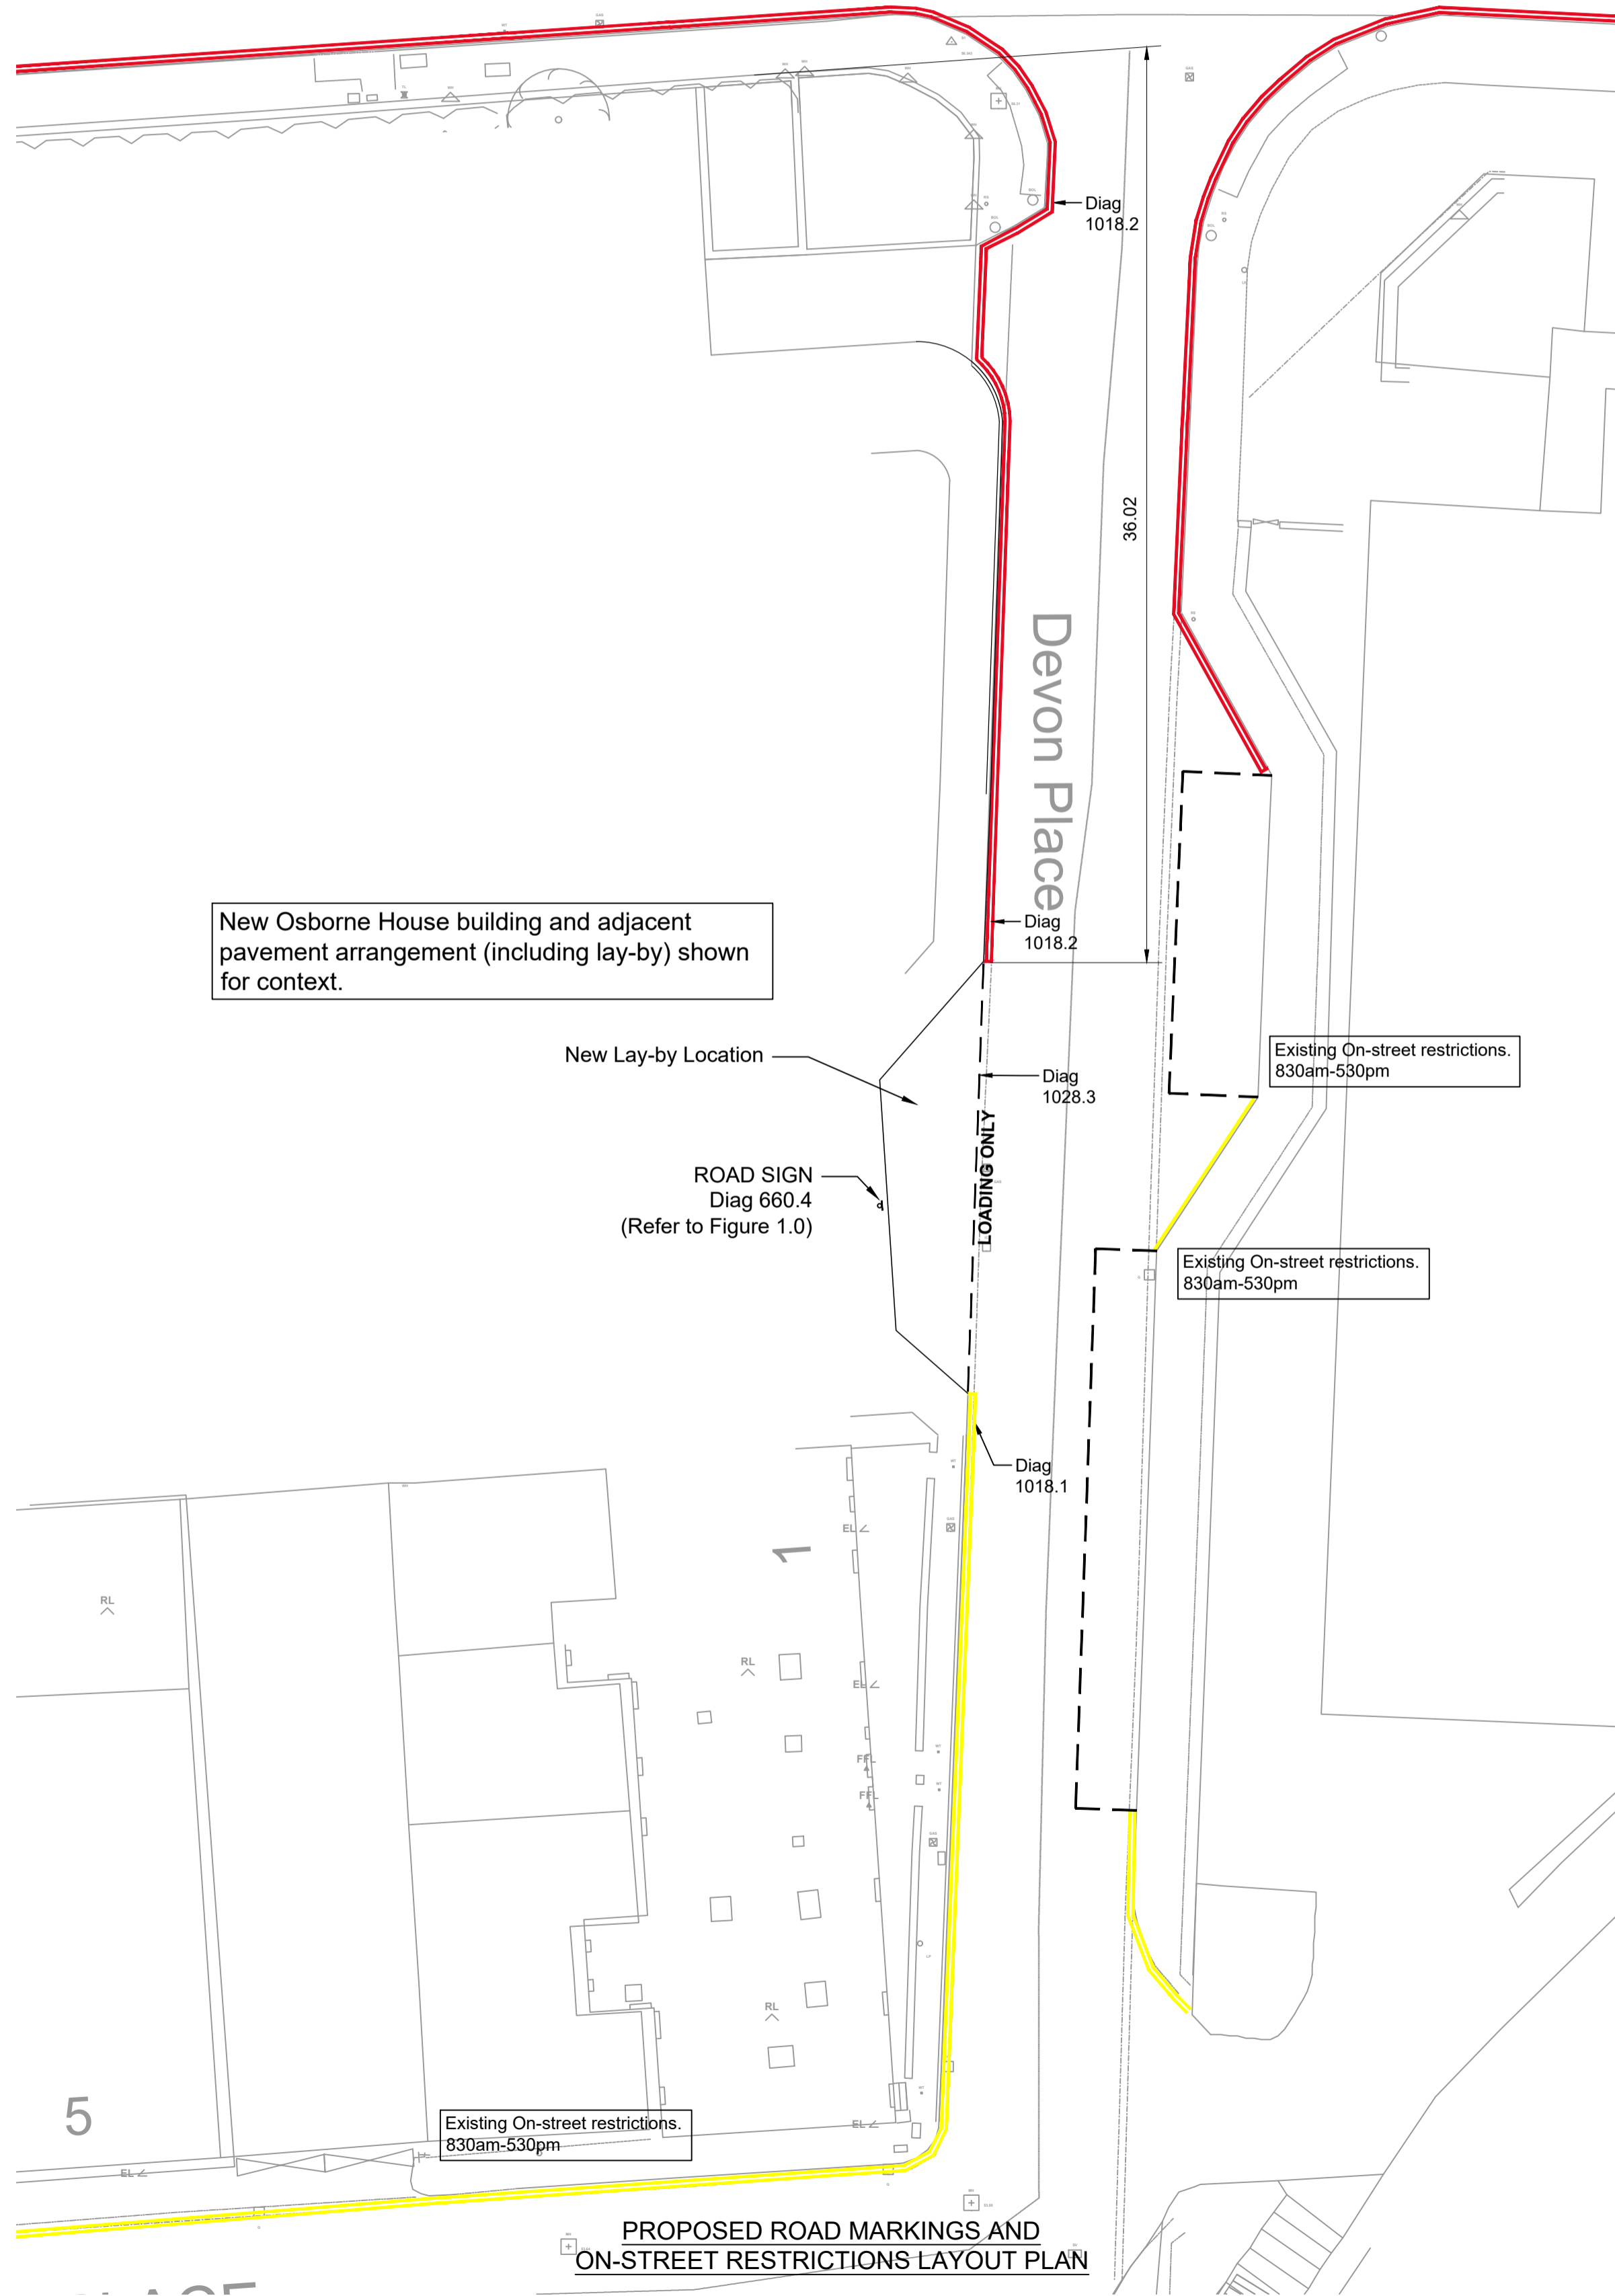 Diag
1018.2
36.02
Devon Place
New Osborne House building and adjacent
pavement arrangement (including lay-by) shown
for context.
Diag
1018.2
New Lay-by Location
Existing On-street restrictions.
830am-530pm
Diag
1028.3
LOADING ONLY
ROAD SIGN
Diag 660.4
(Refer to Figure 1.0)
Existing On-street restrictions.
830am-530pm
Diag
1018.1
1
EL
RL
RL
EL
FFL
FFL
RL
5
Existing On-street restrictions.
830am-530pm
EL
EL
PROPOSED ROAD MARKINGS AND
ON-STREET RESTRICTIONS LAYOUT PLAN